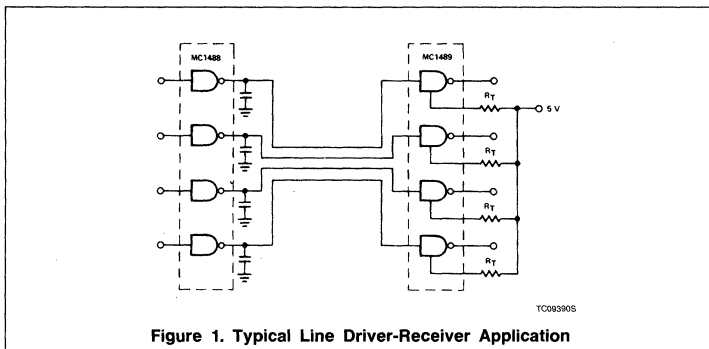 MC1488
MC1489
RT
5 V
RT
RT
RT
TC09390S
Figure 1. Typical Line Driver-Receiver Application